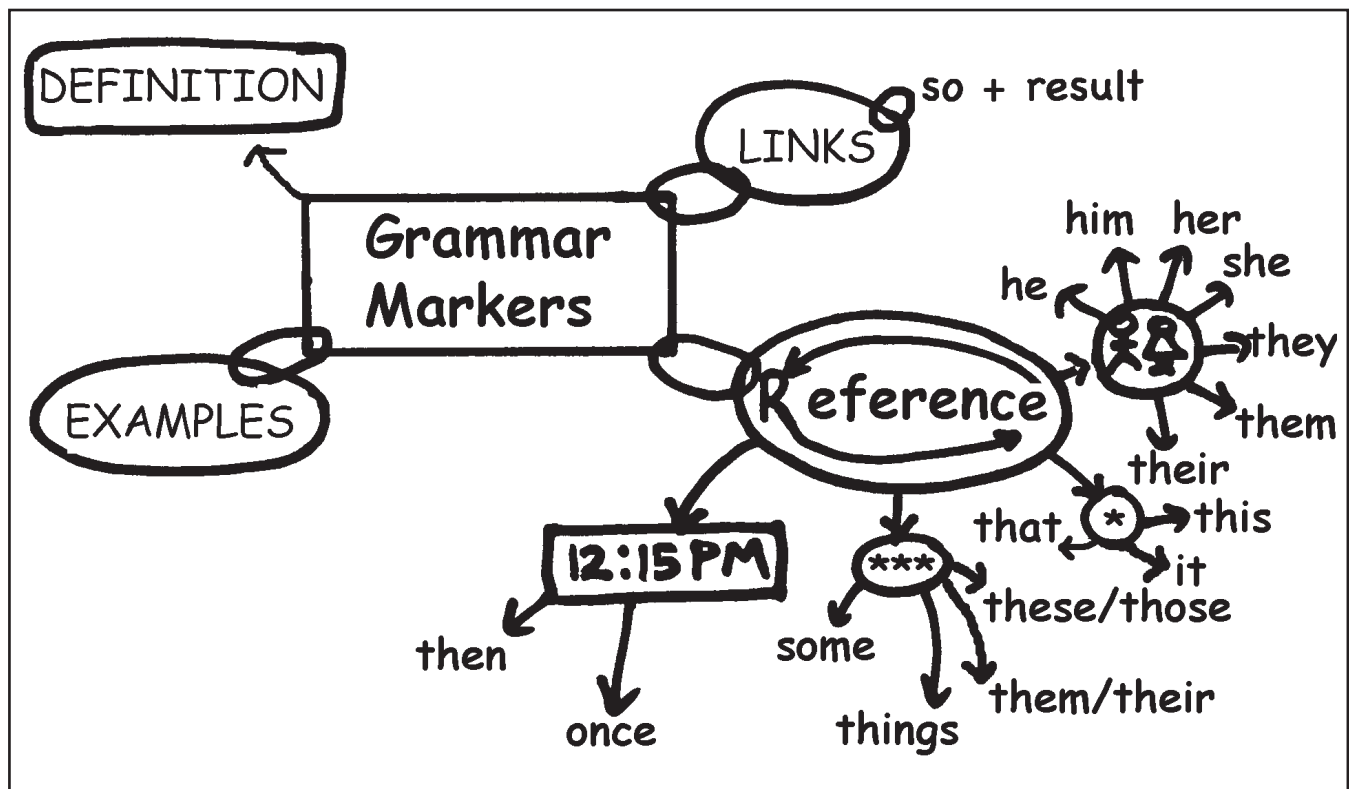 DEFINITION
so + result
LINKS
Grammar
Markers
EXAMPLES
Reference
him
her
he
she
they
them
their
that
*
this
it
12:15 PM
***
then
once
some
these/those
them/their
things